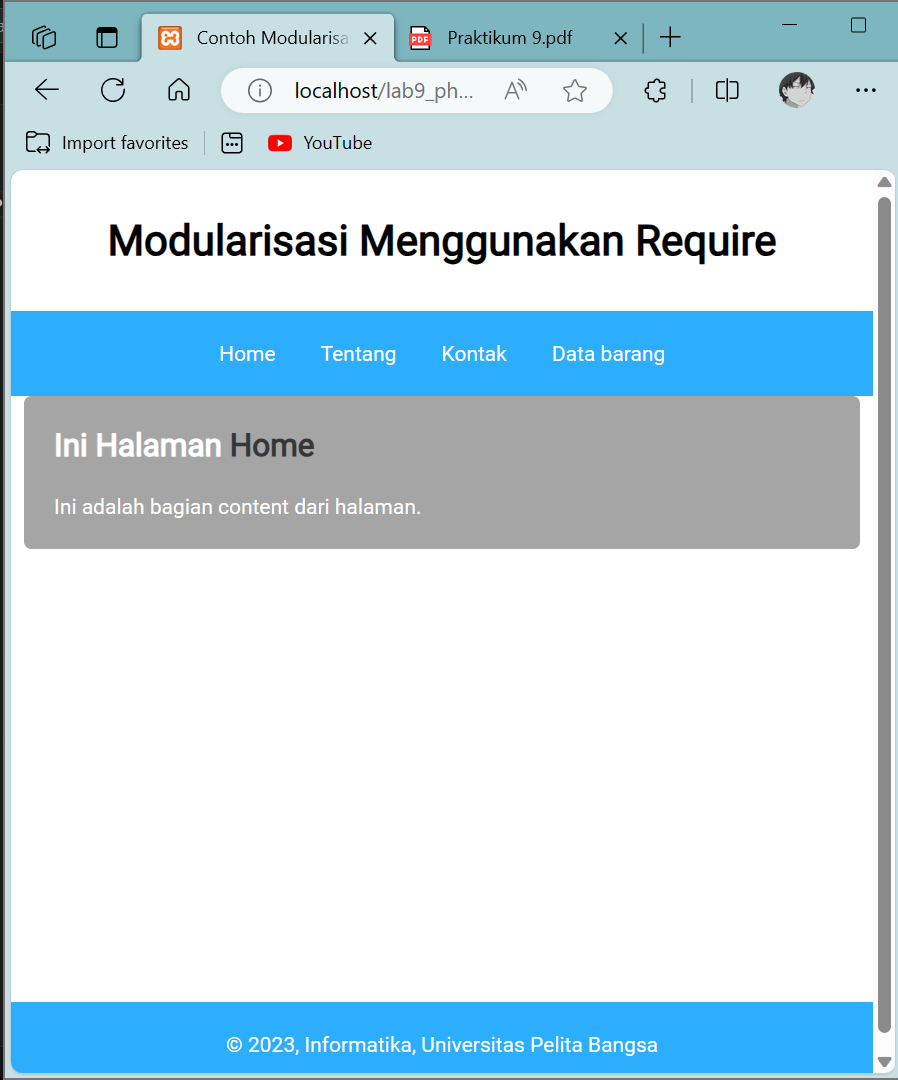 Contoh Modularisa
PDF
Praktikum 9.pdf
localhost/lab9_ph...
Import favorites
YouTube
Modularisasi Menggunakan Require
Home Tentang Kontak Data barang
Ini Halaman Home
Ini adalah bagian content dari halaman.
© 2023, Informatika, Universitas Pelita Bangsa